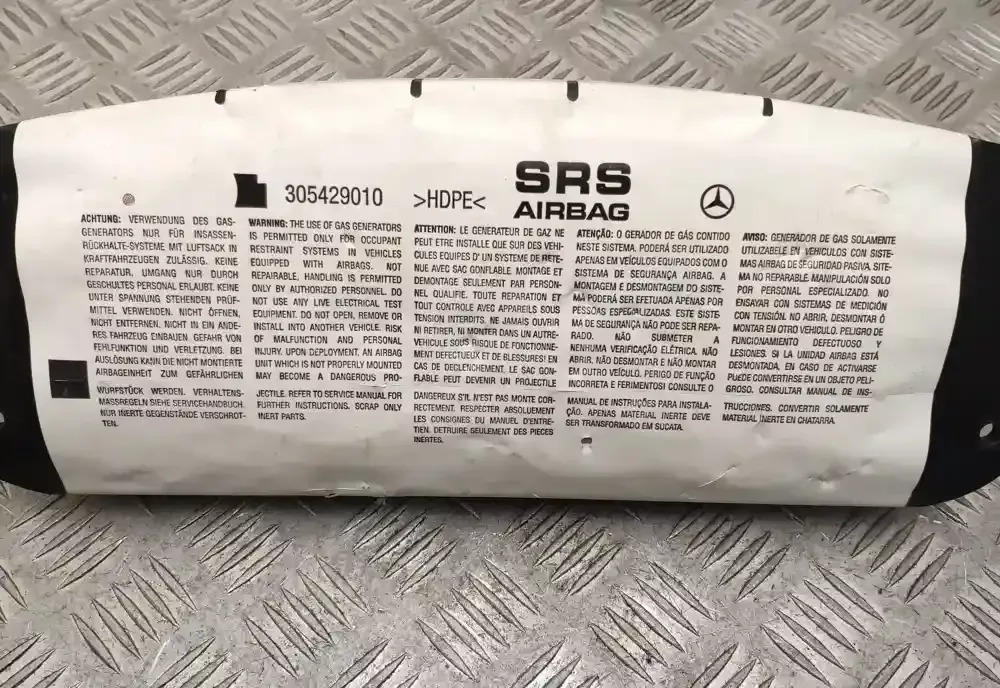 305429010
>HDPE<
SRS
AIRBAG
ACHTUNG: VERWENDUNG DES GAS-
GENERATORS NUR FÜR INSASSEN-
RÜCKHALTE-SYSTEME MIT LUFTSACK IN
KRAFTFAHRZEUGEN ZULÄSSIG. KEINE
REPARATUR, UMGANG NUR DURCH
GESCHULTES PERSONAL ERLAUBT. KEINE
UNTER SPANNUNG STEHENDEN PRÜF-
MITTEL VERWENDEN. NICHT ÖFFNEN,
NICHT ENTFERNEN. NICHT IN EIN ANDE-
RES FAHRZEUG EINBAUEN. GEFAHR VON
FEHLFUNKTION UND VERLETZUNG. BEI
AUSLÖSUNG KANN DIE NICHT MONTIERTE
AIRBAGEINHEIT ZUM GEFÄHRLICHEN
WURFSTÜCK WERDEN. VERHALTENS-
MASSREGELN SIEHE SERVICEHANDBUCH.
NUR INERTE GEGENSTÄNDE VERSCHROT-
TEN.
WARNING: THE USE OF GAS GENERATORS
IS PERMITTED ONLY FOR OCCUPANT
RESTRAINT SYSTEMS IN VEHICLES
EQUIPPED WITH AIRBAGS. NOT
REPAIRABLE, HANDLING IS PERMITTED
ONLY BY AUTHORIZED PERSONNEL. DO
NOT USE ANY LIVE ELECTRICAL TEST
EQUIPMENT. DO NOT OPEN, REMOVE OR
INSTALL INTO ANOTHER VEHICLE. RISK
OF MALFUNCTION AND PERSONAL
INJURY. UPON DEPLOYMENT, AN AIRBAG
UNIT WHICH IS NOT PROPERLY MOUNTED
MAY BECOME A DANGEROUS PRO-
JECTILE. REFER TO SERVICE MANUAL FOR
FURTHER INSTRUCTIONS. SCRAP ONLY
INERT PARTS.
ATTENTION: LE GENERATEUR DE GAZ NE
PEUT ÊTRE INSTALLE QUE SUR DES VEHI-
CULES EQUIPES D' UN SYSTEME DE RETE-
NUE AVEC SAC GONFLABLE. MONTAGE ET
DEMONTAGE SEULEMENT PAR PERSON-
NEL QUALIFIE. TOUTE REPARATION ET
TOUT CONTROLE AVEC APPAREILS SOUS
TENSION INTERDITS. NE JAMAIS OUVRIR
NI RETIRER, NI MONTER DANS UN AUTRE-
VEHICULE SOUS RISQUE DE FONCTIONNE-
MENT DEFECTUEUX ET DE BLESSURES! EN
CAS DE DECLENCHEMENT, LE SAC GON-
FLABLE PEUT DEVENIR UN PROJECTILE
DANGEREUX S'IL N'EST PAS MONTE COR-
RECTEMENT. RESPECTER ABSOLUMENT
LES CONSIGNES DU MANUEL D'ENTRE-
TIEN. DETRUIRE SEULEMENT DES PIECES
INERTES.
ATENÇÃO: O GERADOR DE GÁS CONTIDO
NESTE SISTEMA. PODERÁ SER UTILIZADO
APENAS EM VEÍCULOS EQUIPADOS COM O
SISTEMA DE SEGURANÇA AIRBAG. A
MONTAGEM E DESMONTAGEM DO SISTE-
MA PODERÁ SER EFETUADA APENAS POR
PESSOAS ESPECIALIZADAS. ESTE SISTE-
MA DE SEGURANÇA NÃO PODE SER REPA-
RADO. NÃO SUBMETER A
NENHUMA VERIFICAÇÃO ELÉTRICA. NÃO
ABRIR, NÃO DESMONTAR E NÃO MONTAR
EM OUTRO VEÍCULO. PERIGO DE FUNÇÃO
INCORRETA E FERIMENTOS! CONSULTE O
MANUAL DE INSTRUÇÕES PARA INSTALA-
ÇÃO. APENAS MATERIAL INERTE DEVE
SER TRANSFORMADO EM SUCATA.
AVISO: GENERADOR DE GAS SOLAMENTE
UTILIZABLE EN VEHICULOS CON SISTE-
MAS AIRBAG DE SEGURIDAD PASIVA. SITE-
MA NO REPARABLE. MANIPULACIÓN SOLO
POR PERSONAL ESPECIALIZADO. NO
ENSAYAR CON SISTEMAS DE MEDICIÓN
CON TENSIÓN. NO ABRIR, DESMONTAR O
MONTAR EN OTRO VEHICULO. PELIGRO DE
FUNCIONAMIENTO DEFECTUOSO Y
LESIONES. SI LA UNIDAD AIRBAG ESTÁ
DESMONTADA, EN CASO DE ACTIVARSE
PUEDE CONVERTIRSE EN UN OBJETO PELI-
GROSO. CONSULTAR MANUAL DE INS-
TRUCCIONES. CONVERTIR SOLAMENTE
MATERIAL INERTE EN CHATARRA.